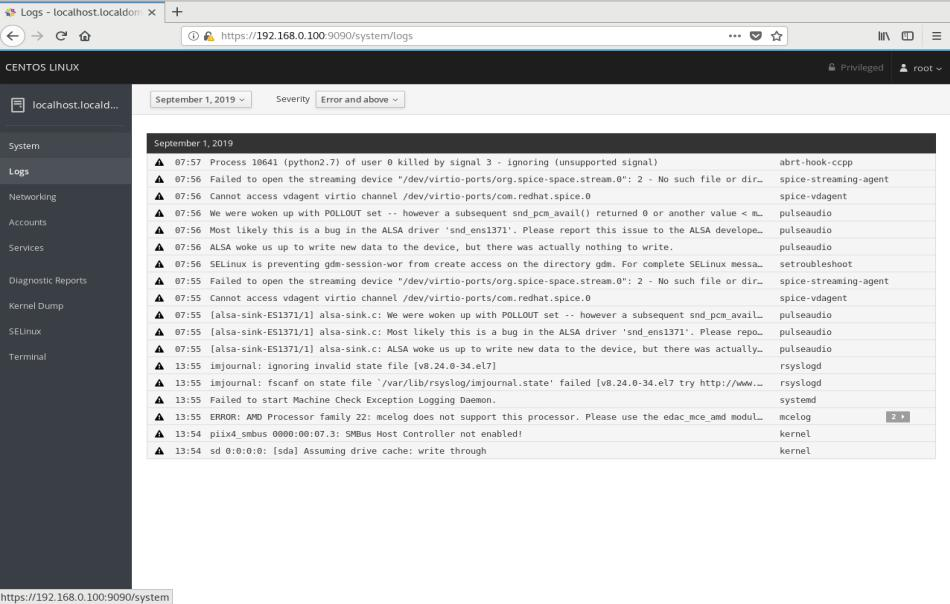 Logs - localhost.localdom
https://192.168.0.100:9090/system/logs
CENTOS LINUX
Privileged
root
localhost.locald...
September 1, 2019
Severity
Error and above
System
Logs
Networking
Accounts
Services
Diagnostic Reports
Kernel Dump
SELinux
Terminal
September 1, 2019
07:57 Process 10641 (python2.7) of user 0 killed by signal 3 - ignoring (unsupported signal) abrt-hook-ccpp
07:56 Failed to open the streaming device "/dev/virtio-ports/org.spice-space.stream.0": 2 - No such file or dir… spice-streaming-agent
07:56 Cannot access vdagent virtio channel /dev/virtio-ports/com.redhat.spice.0 spice-vdagent
07:56 We were woken up with POLLOUT set -- however a subsequent snd_pcm_avail() returned 0 or another value < m… pulseaudio
07:56 Most likely this is a bug in the ALSA driver 'snd_ens1371'. Please report this issue to the ALSA develope… pulseaudio
07:56 ALSA woke us up to write new data to the device, but there was actually nothing to write. pulseaudio
07:56 SELinux is preventing gdm-session-wor from create access on the directory gdm. For complete SELinux messa… setroubleshoot
07:55 Failed to open the streaming device "/dev/virtio-ports/org.spice-space.stream.0": 2 - No such file or dir… spice-streaming-agent
07:55 Cannot access vdagent virtio channel /dev/virtio-ports/com.redhat.spice.0 spice-vdagent
07:55 [alsa-sink-ES1371/1] alsa-sink.c: We were woken up with POLLOUT set -- however a subsequent snd_pcm_avail… pulseaudio
07:55 [alsa-sink-ES1371/1] alsa-sink.c: Most likely this is a bug in the ALSA driver 'snd_ens1371'. Please repo… pulseaudio
07:55 [alsa-sink-ES1371/1] alsa-sink.c: ALSA woke us up to write new data to the device, but there was actually… pulseaudio
13:55 imjournal: ignoring invalid state file [v8.24.0-34.el7] rsyslogd
13:55 imjournal: fscanf on state file `/var/lib/rsyslog/imjournal.state' failed [v8.24.0-34.el7 try http://www.… rsyslogd
13:55 Failed to start Machine Check Exception Logging Daemon. systemd
13:55 ERROR: AMD Processor family 22: mcelog does not support this processor. Please use the edac_mce_amd modul… mcelog 2
13:54 piix4_smbus 0000:00:07.3: SMBus Host Controller not enabled! kernel
13:54 sd 0:0:0:0: [sda] Assuming drive cache: write through kernel
https://192.168.0.100:9090/system